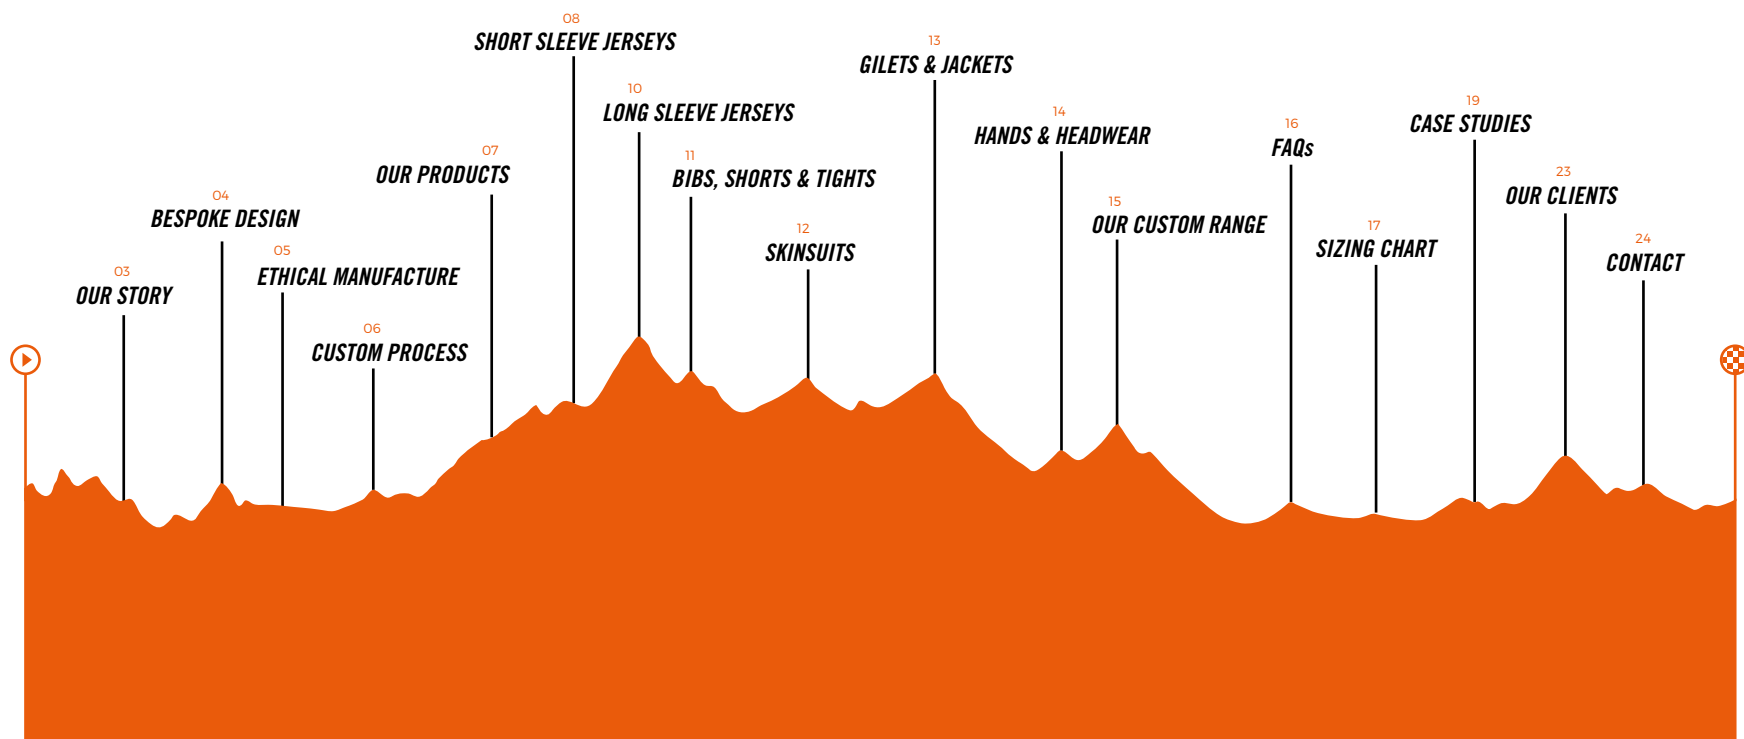 03
OUR STORY
04
BESPOKE DESIGN
05
ETHICAL MANUFACTURE
06
CUSTOM PROCESS
07
OUR PRODUCTS
08
SHORT SLEEVE JERSEYS
10
LONG SLEEVE JERSEYS
11
BIBS, SHORTS & TIGHTS
12
SKINSUITS
13
GILETS & JACKETS
14
HANDS & HEADWEAR
15
OUR CUSTOM RANGE
16
FAQs
17
SIZING CHART
19
CASE STUDIES
23
OUR CLIENTS
24
CONTACT